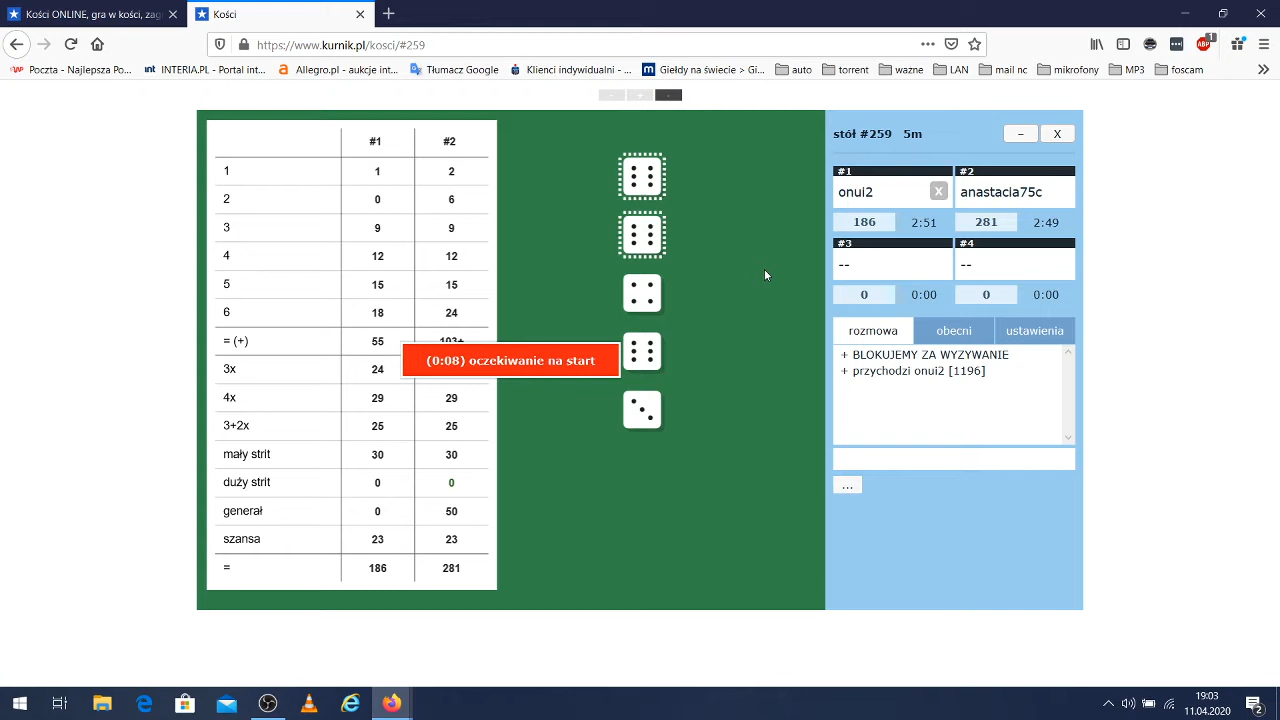 Kości ONLINE, gra w kości, zag
Kości
https://www.kurnik.pl/kosci/#259
Poczta - Najlepsza Po...
INTERIA.PL - Portal int...
Allegro.pl - aukcje int...
Tłumacz Google
Klienci indywidualni - ...
Giełdy na świecie > Gi...
auto
torrent
ważne
LAN
mail nc
mikrofony
MP3
foscam
- + -
#1 #2
1 1 2
2 0 6
3 9 9
4 12 12
5 15 15
6 18 24
= (+) 55 103+
(0:08) oczekiwanie na start
3x 24
4x 29 29
3+2x 25 25
mały strit 30 30
duży strit 0 0
generał 0 50
szansa 23 23
= 186 281
stół #259 5m
– X
#1 #2
onui2 X anastacia75c
186 2:51 281 2:49
#3 #4
-- --
0 0:00 0 0:00
rozmowa obecni ustawienia
+ BLOKUJEMY ZA WYZYWANIE
+ przychodzi onui2 [1196]
...
19:03
11.04.2020
2